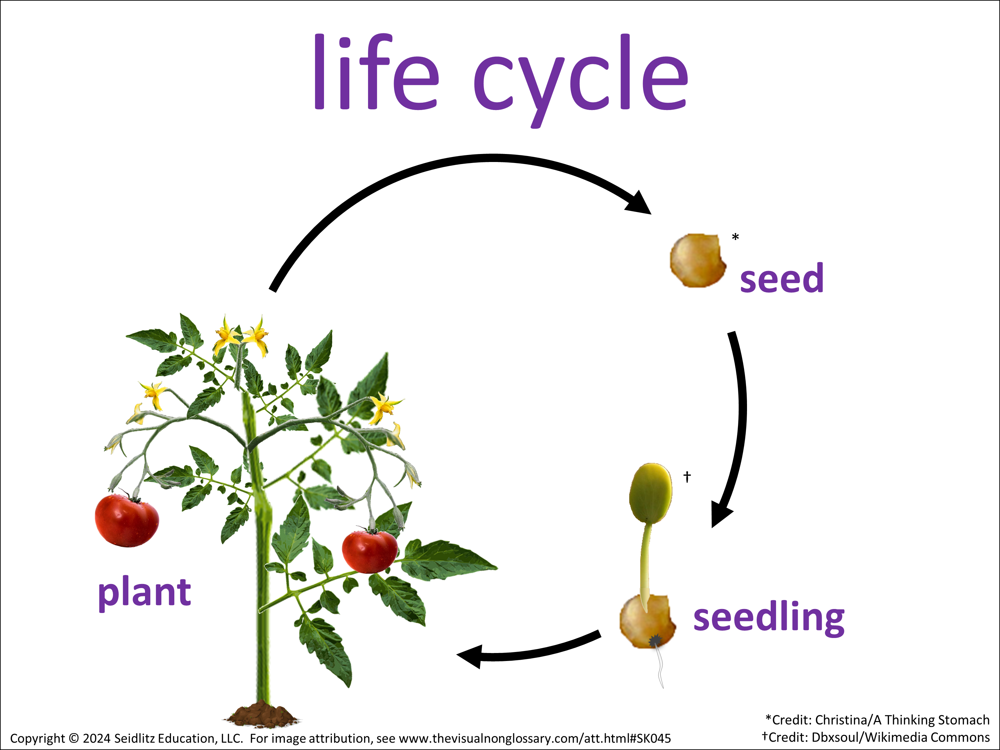 life cycle
*
seed
†
plant
seedling
*Credit: Christina/A Thinking Stomach
Copyright © 2024 Seidlitz Education, LLC.  For image attribution, see www.thevisualnonglossary.com/att.html#SK045
†Credit: Dbxsoul/Wikimedia Commons